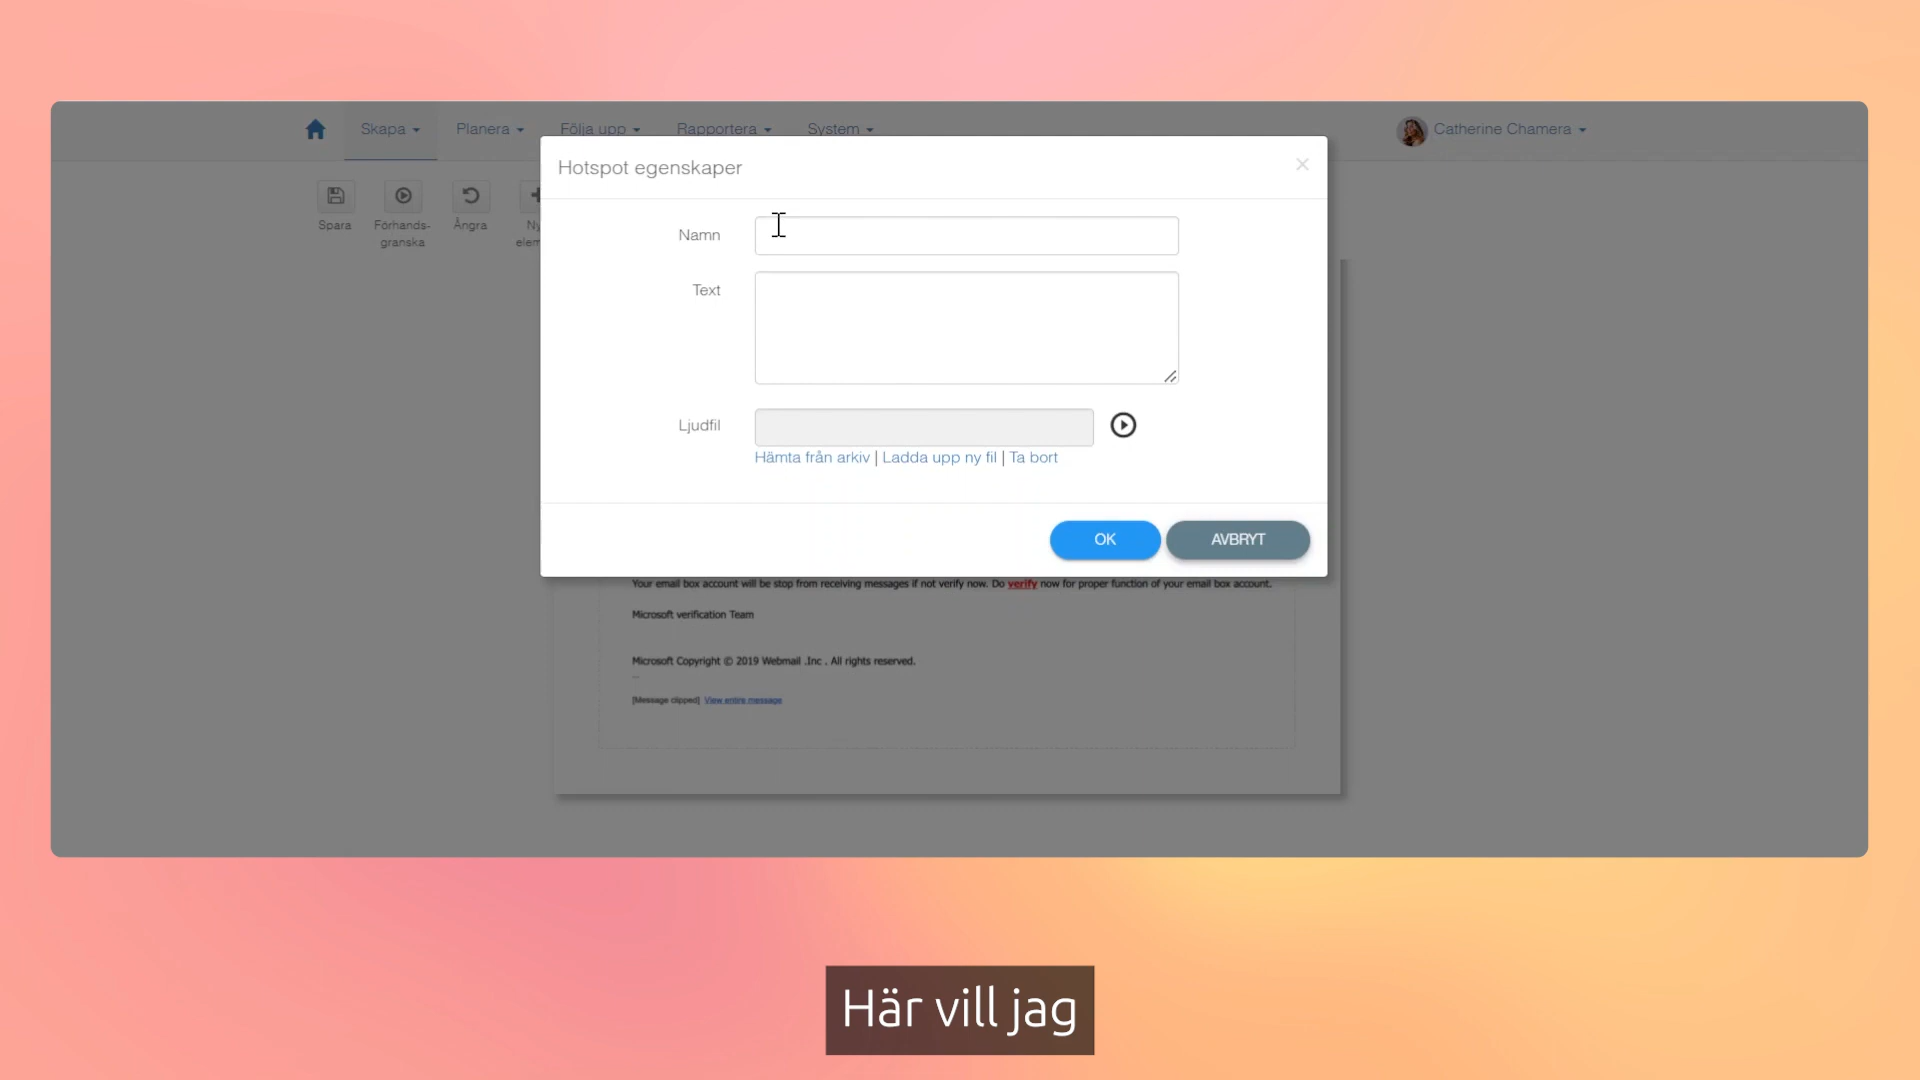 Skapa Planera Följa upp Rapportera System Catherine Chamera
Hotspot egenskaper
Spara Förhands- Ångra Ny
granska elem
Namn
Text
Ljudfil
Hämta från arkiv | Ladda upp ny fil | Ta bort
OK AVBRYT
Your email box account will be stop from receiving messages if not verify now. Do verify now for proper function of your email box account.
Microsoft verification Team
Microsoft Copyright © 2019 Webmail .Inc . All rights reserved.
...
[Message clipped] View entire message
Här vill jag